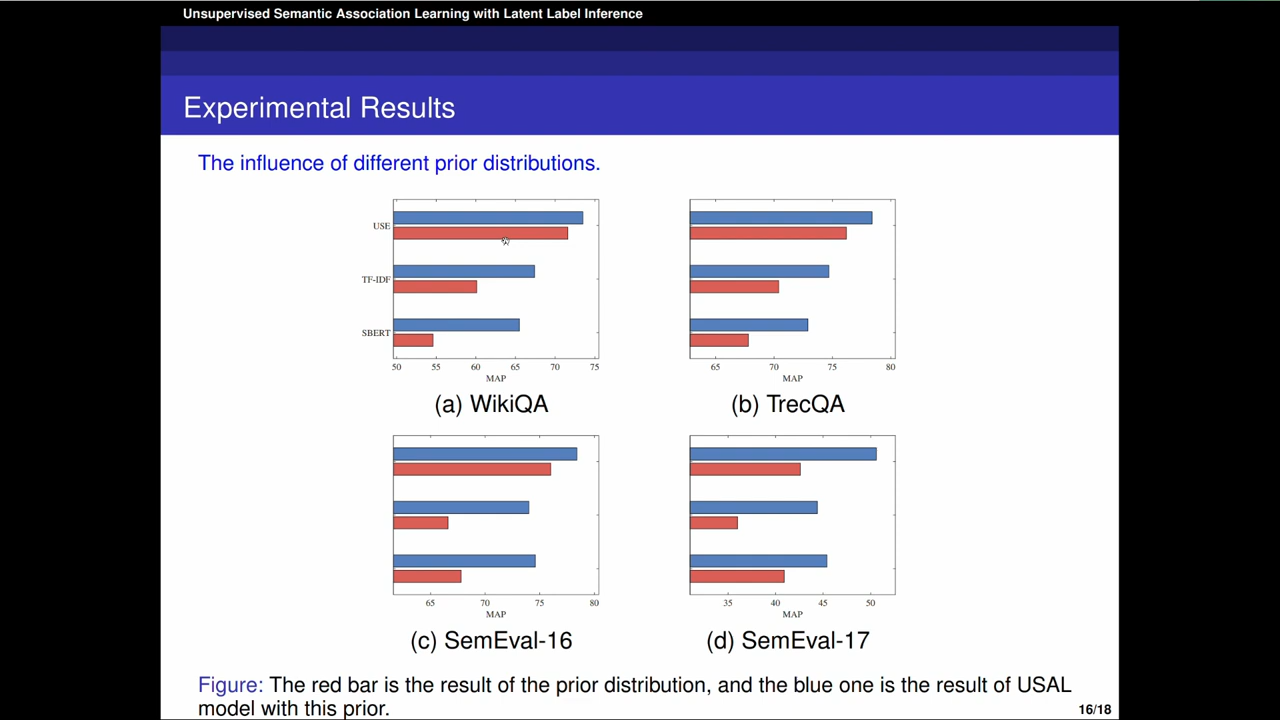 Unsupervised Semantic Association Learning with Latent Label Inference
Experimental Results
The influence of different prior distributions.
USE
TF-IDF
SBERT
50 55 60 65 70 75
MAP
(a) WikiQA
65 70 75 80
MAP
(b) TrecQA
65 70 75 80
MAP
(c) SemEval-16
35 40 45 50
MAP
(d) SemEval-17
Figure: The red bar is the result of the prior distribution, and the blue one is the result of USAL
model with this prior.
16/18